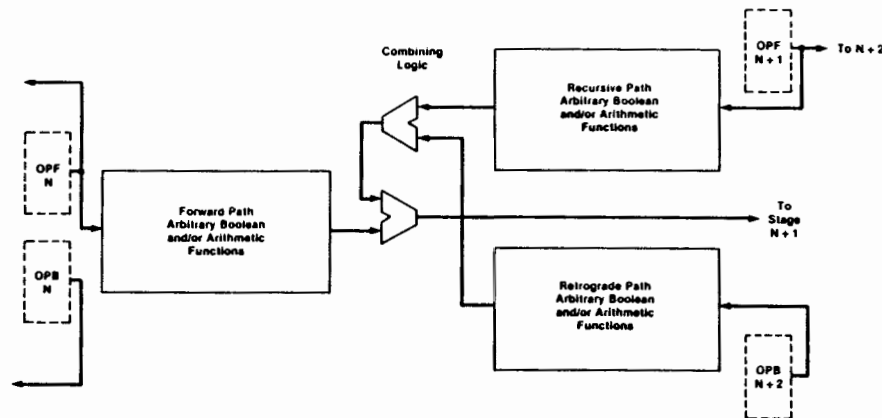 Combining
Logic
OPF
N + 1
To N + 2
Recursive Path
Arbitrary Boolean
and/or Arithmetic
Functions
OPF
N
Forward Path
Arbitrary Boolean
and/or Arithmetic
Functions
To
Stage
N + 1
OPB
N
Retrograde Path
Arbitrary Boolean
and/or Arithmetic
Functions
OPB
N + 2